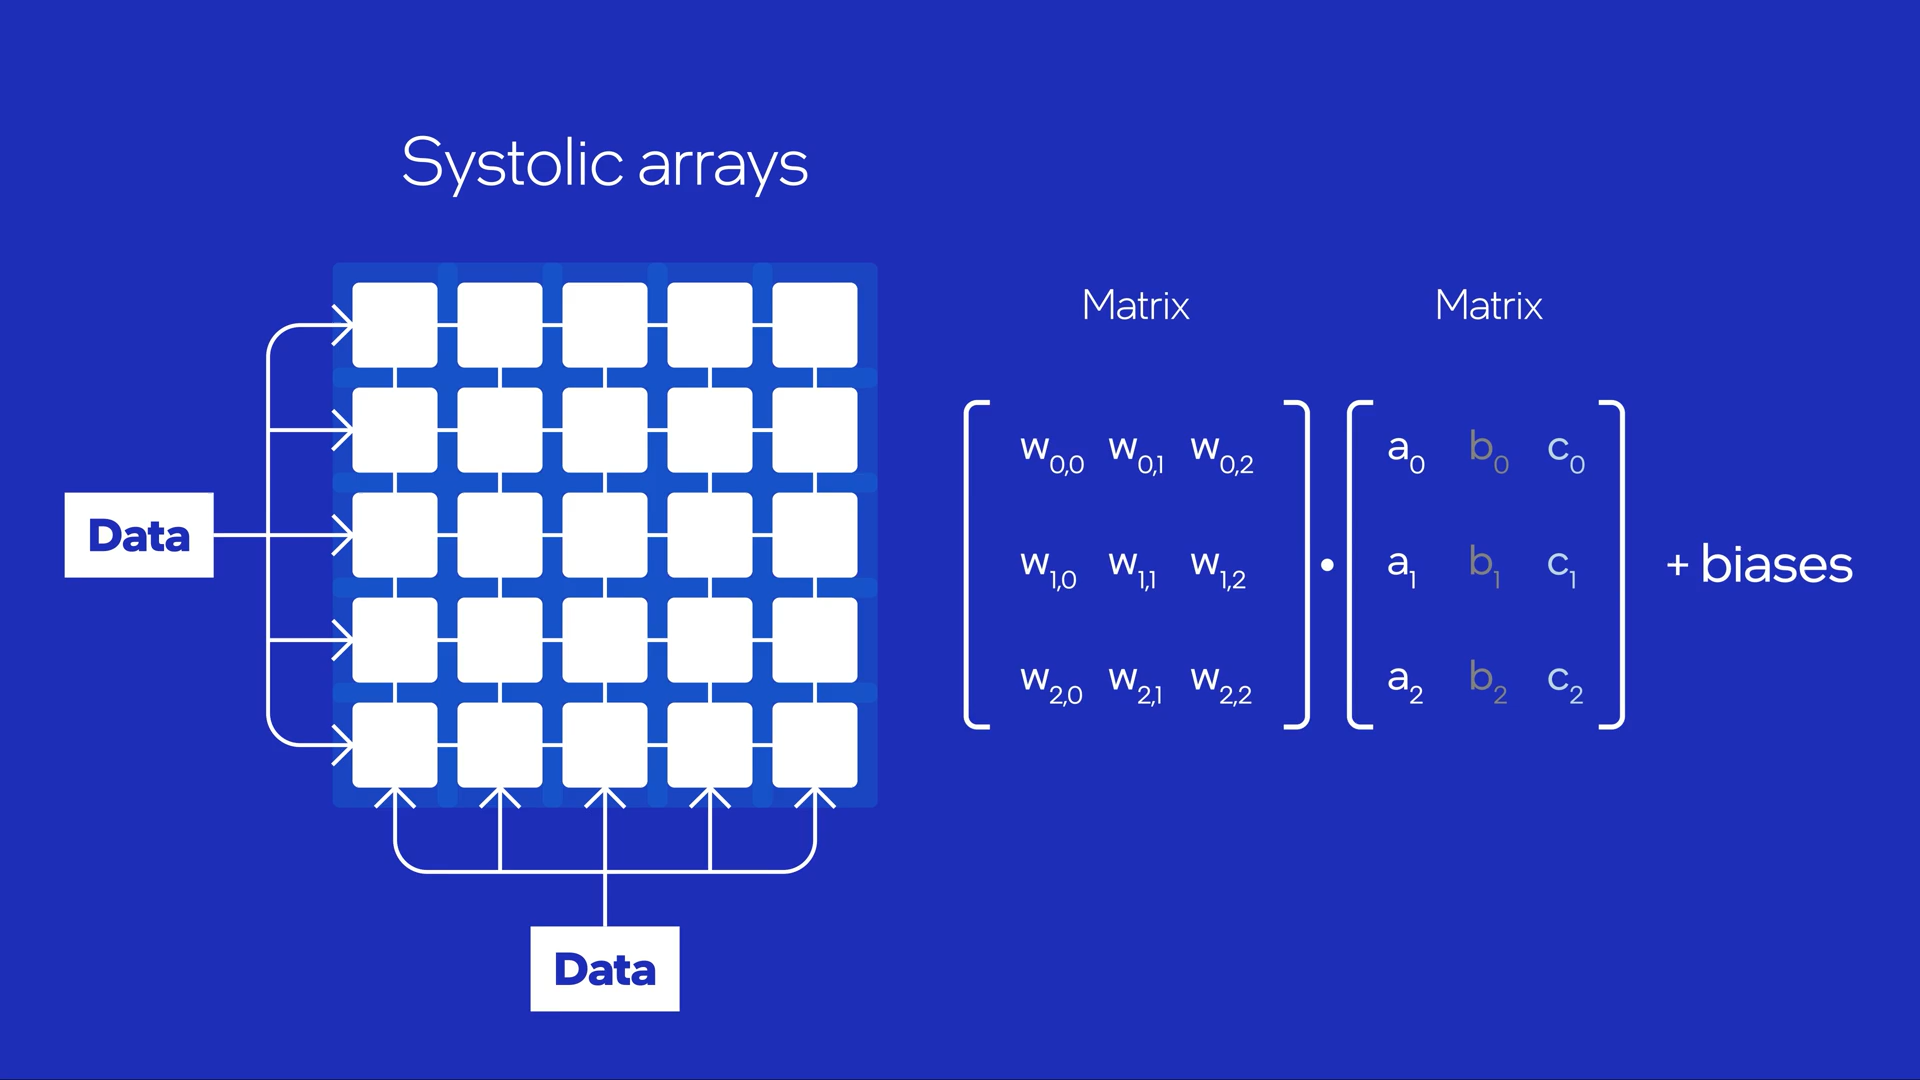 Systolic arrays
Data
Data
Matrix Matrix
w0,0 w0,1 w0,2 a0 b0 c0
w1,0 w1,1 w1,2 • a1 b1 c1 + biases
w2,0 w2,1 w2,2 a2 b2 c2